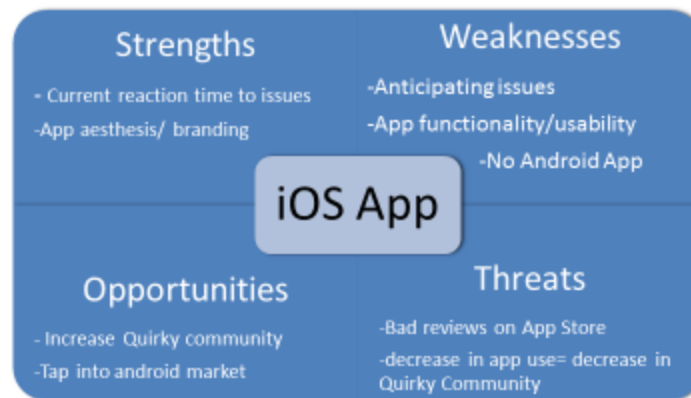 Strengths
- Current reaction time to issues
-App aesthesis/ branding
Weaknesses
-Anticipating issues
-App functionality/usability
-No Android App
iOS App
Opportunities
- Increase Quirky community
-Tap into android market
Threats
-Bad reviews on App Store
-decrease in app use= decrease in
Quirky Community